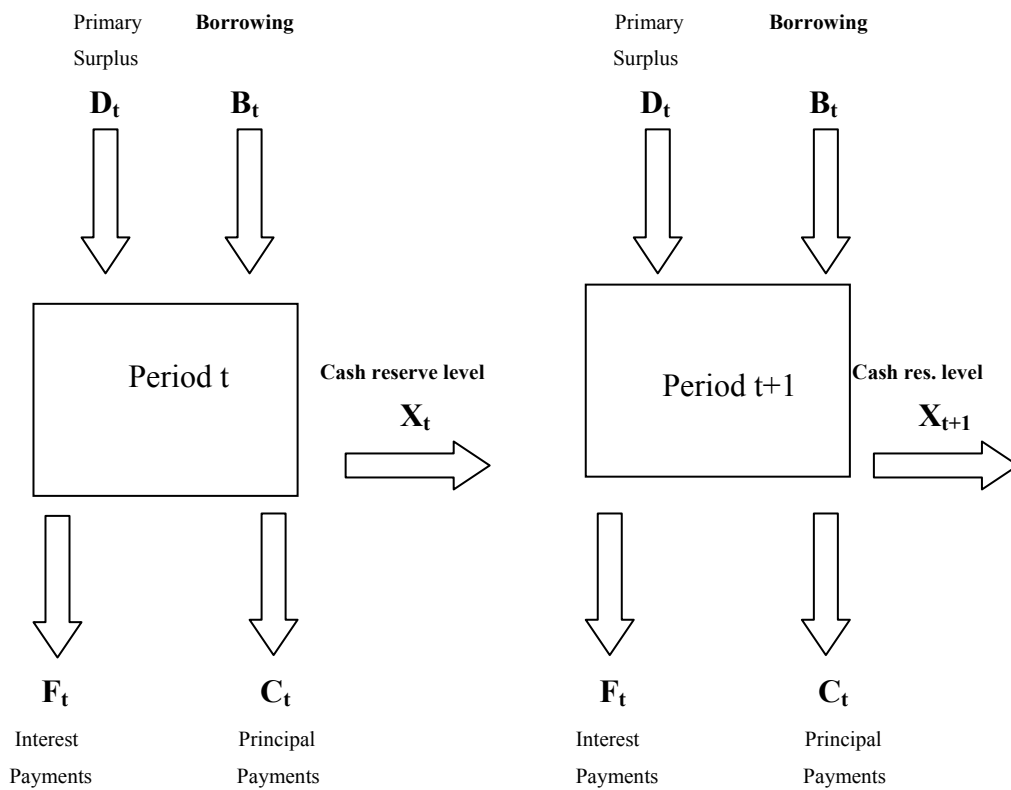 Primary
Surplus
D_t
Borrowing
B_t
Primary
Surplus
D_t
Borrowing
B_t
Period t
Cash reserve level
X_t
Period t+1
Cash res. level
X_{t+1}
F_t
Interest
Payments
C_t
Principal
Payments
F_t
Interest
Payments
C_t
Principal
Payments